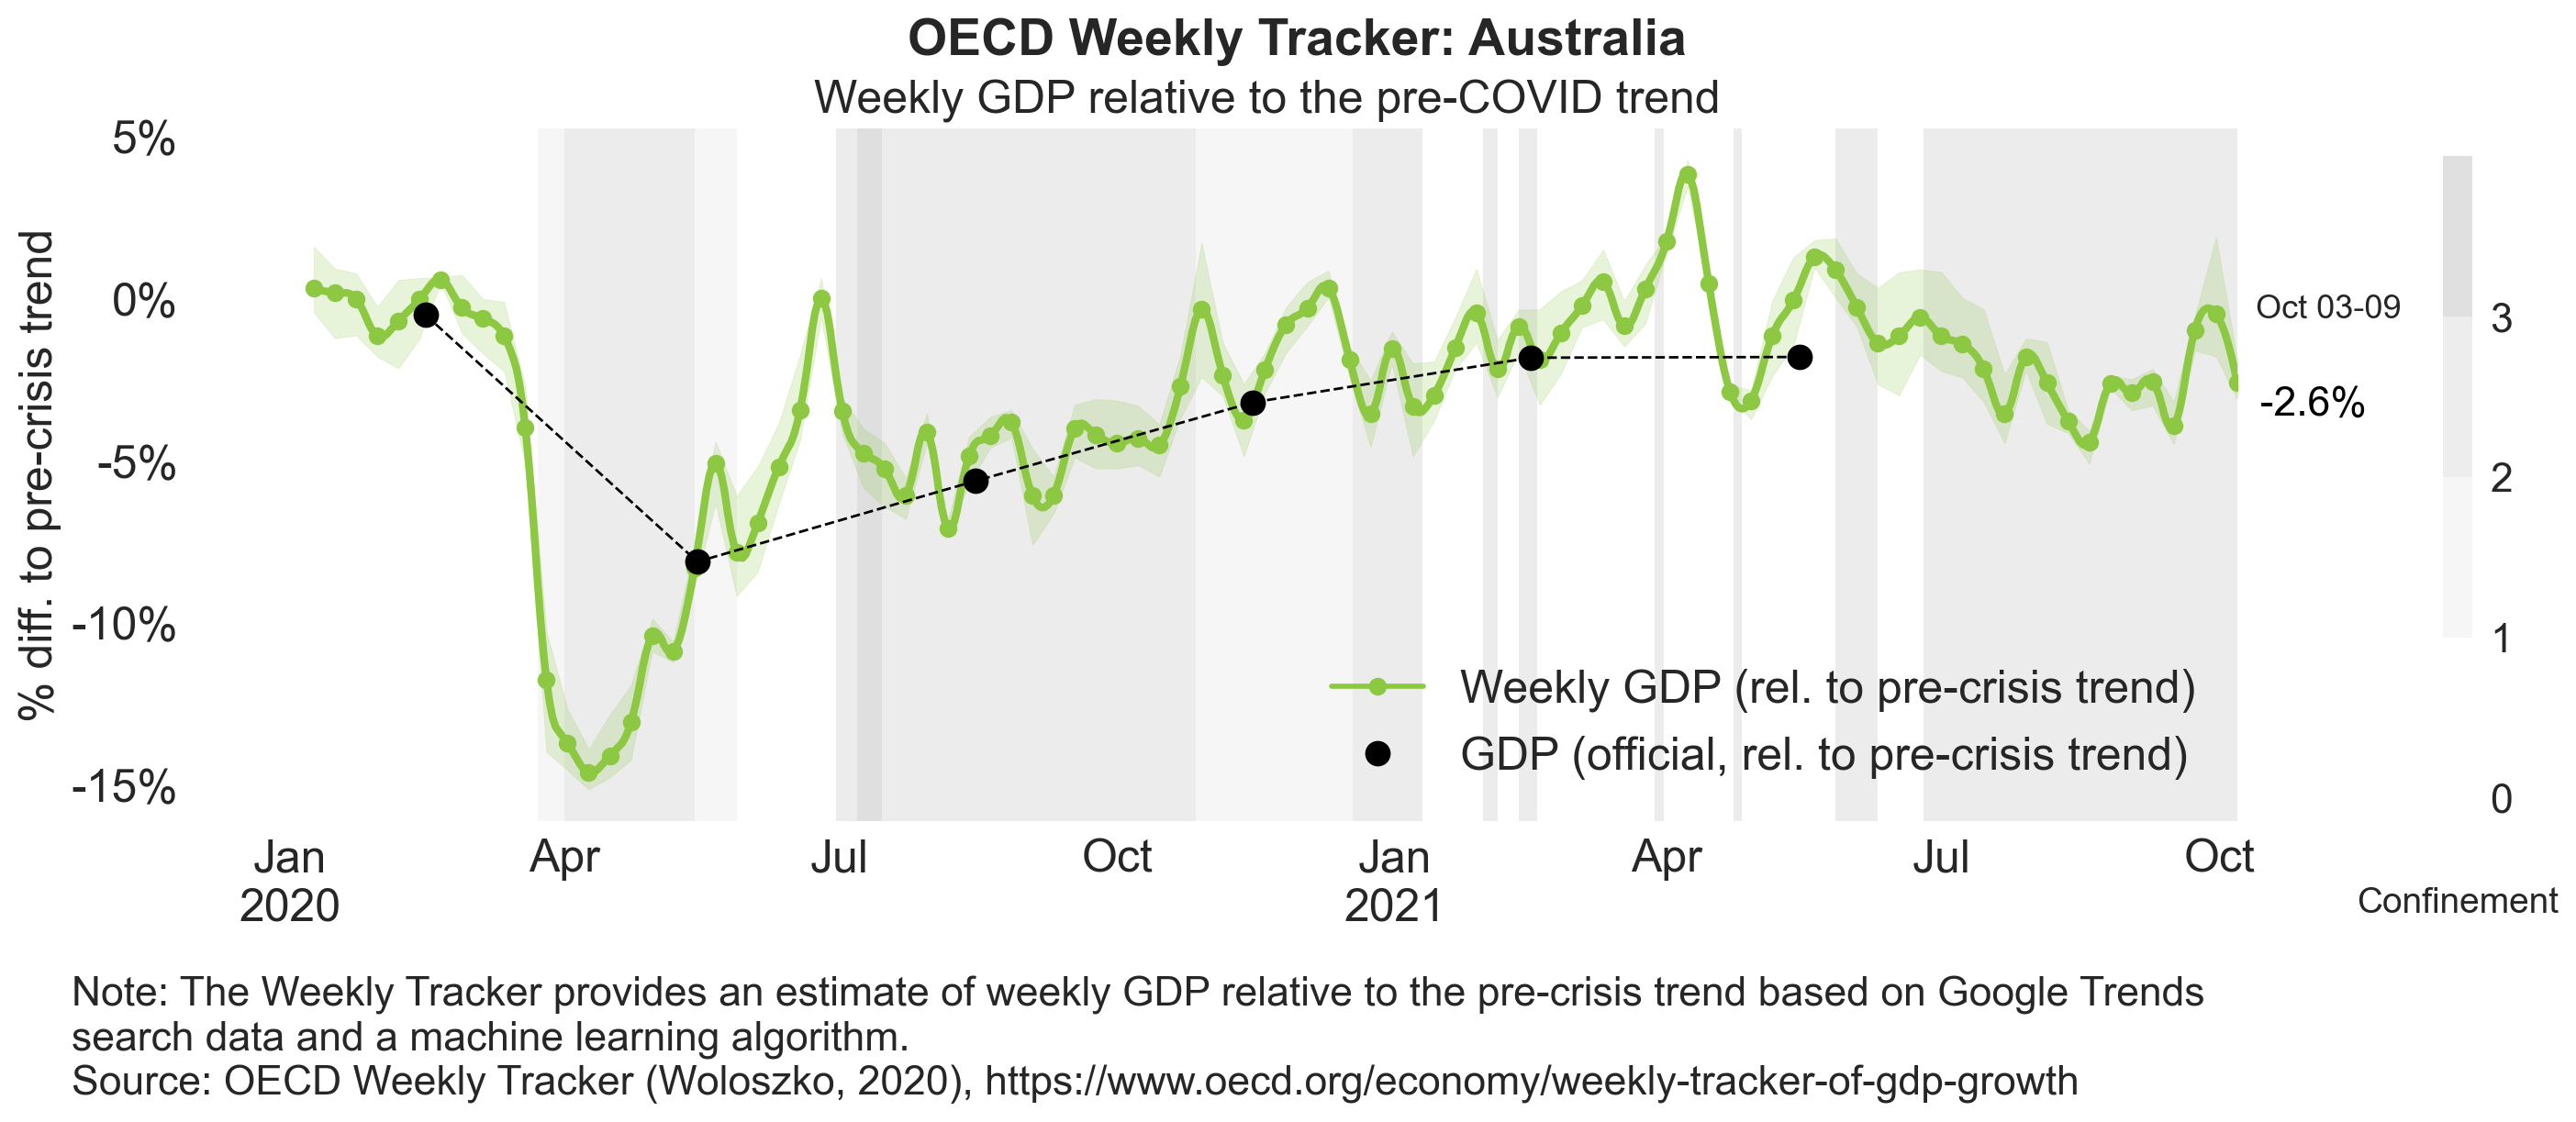 OECD Weekly Tracker: Australia
Weekly GDP relative to the pre-COVID trend
% diff. to pre-crisis trend
5%
0%
-5%
-10%
-15%
Oct 03-09
-2.6%
3
2
1
0
Confinement
Weekly GDP (rel. to pre-crisis trend)
GDP (official, rel. to pre-crisis trend)
Jan Apr Jul Oct Jan Apr Jul Oct
2020 2021
Note: The Weekly Tracker provides an estimate of weekly GDP relative to the pre-crisis trend based on Google Trends
search data and a machine learning algorithm.
Source: OECD Weekly Tracker (Woloszko, 2020), https://www.oecd.org/economy/weekly-tracker-of-gdp-growth